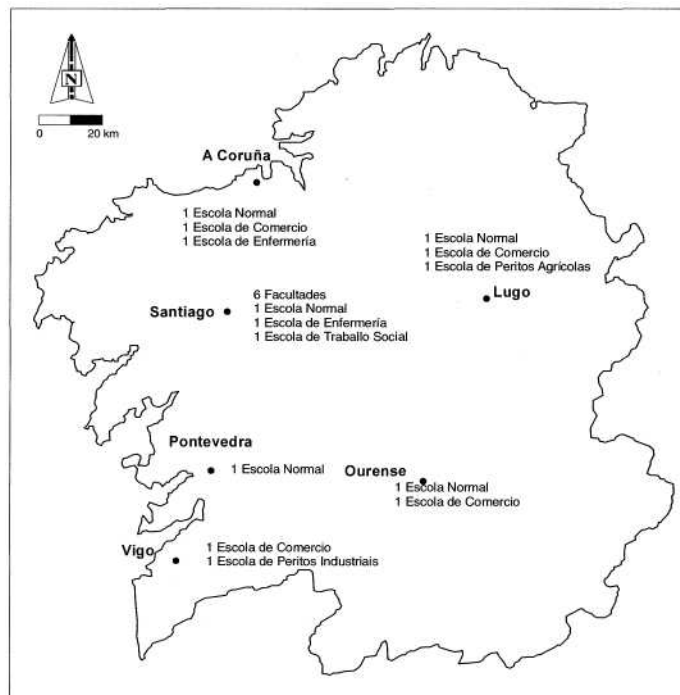 N
0 20 km
A Coruña
1 Escola Normal
1 Escola de Comercio
1 Escola de Enfermería
1 Escola Normal
1 Escola de Comercio
1 Escola de Peritos Agrícolas
Lugo
Santiago
6 Facultades
1 Escola Normal
1 Escola de Enfermería
1 Escola de Traballo Social
Pontevedra
1 Escola Normal
Ourense
1 Escola Normal
1 Escola de Comercio
Vigo
1 Escola de Comercio
1 Escola de Peritos Industriais